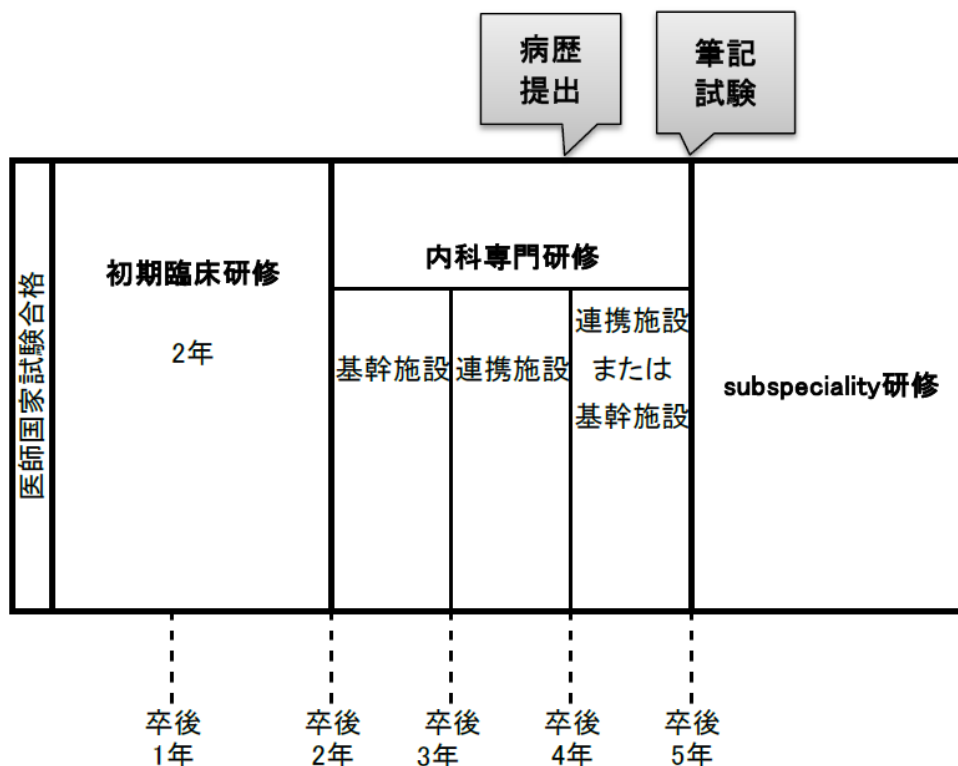 病歴
提出
筆記
試験
医師国家試験合格
初期臨床研修
2年
内科専門研修
基幹施設
連携施設
連携施設
または
基幹施設
subspeciality研修
卒後
1年
卒後
2年
卒後
3年
卒後
4年
卒後
5年